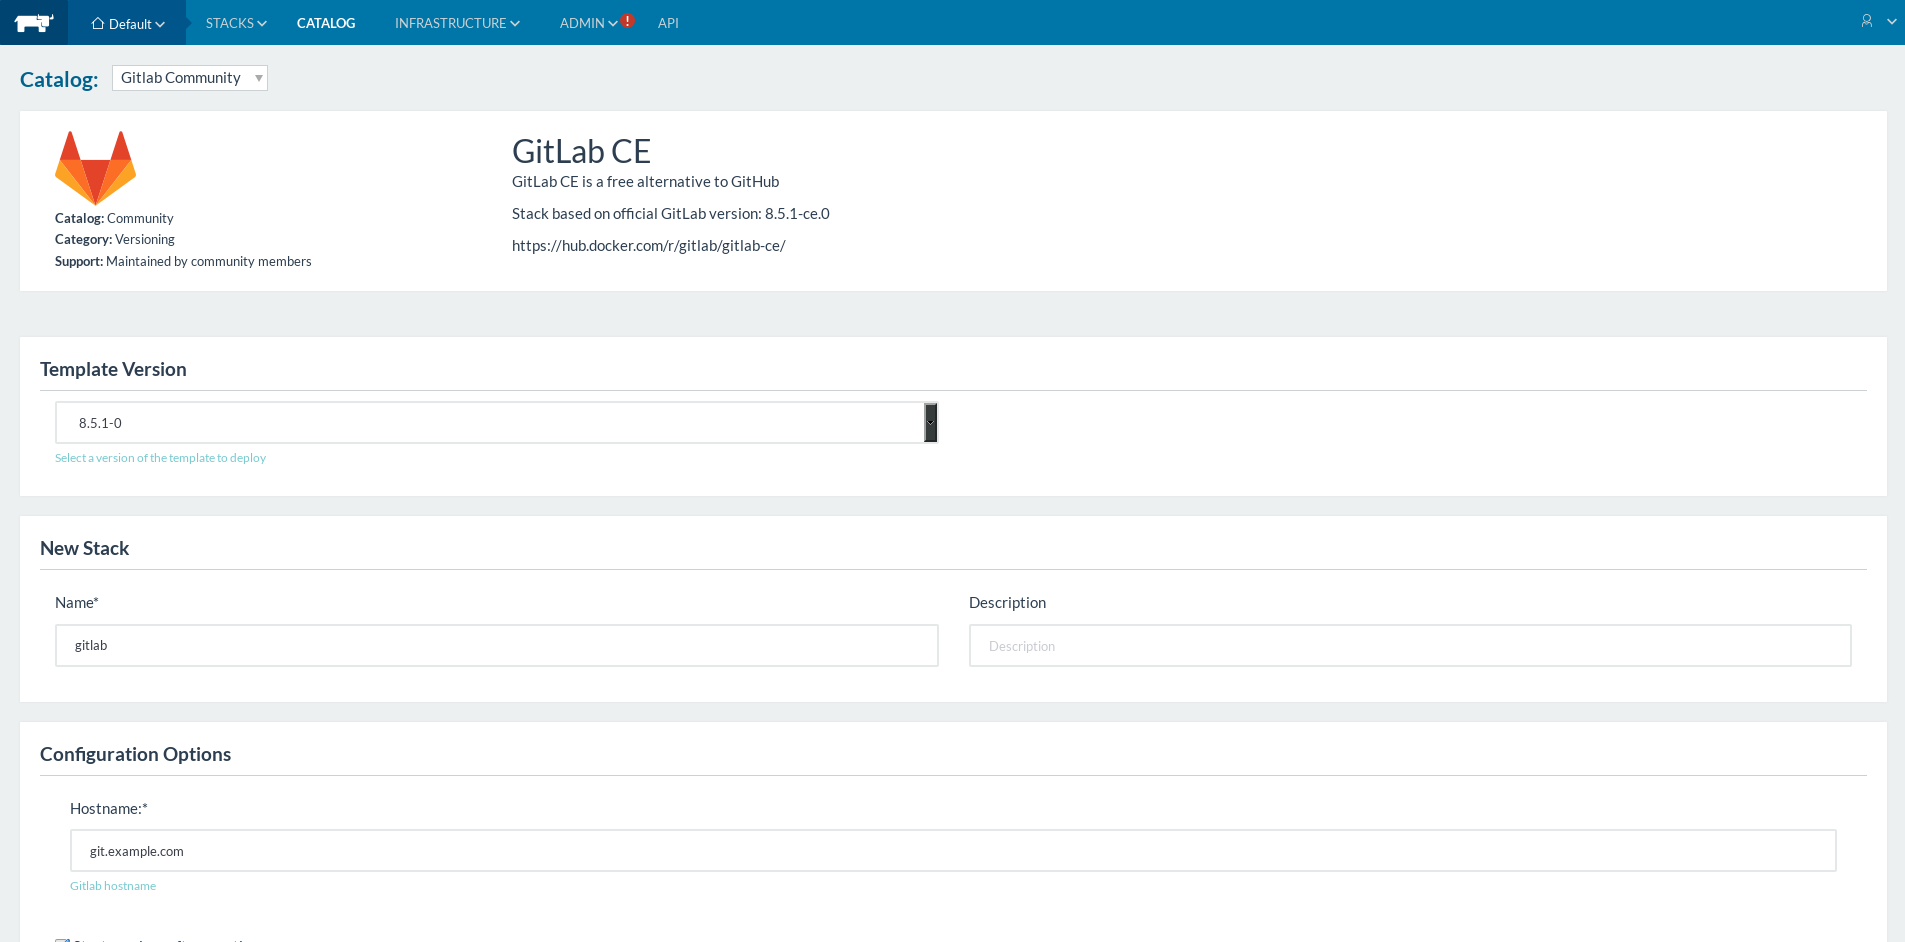 Default STACKS CATALOG INFRASTRUCTURE ADMIN ! API
Catalog: Gitlab Community
GitLab CE
GitLab CE is a free alternative to GitHub
Stack based on official GitLab version: 8.5.1-ce.0
https://hub.docker.com/r/gitlab/gitlab-ce/
Catalog: Community
Category: Versioning
Support: Maintained by community members
Template Version
8.5.1-0
Select a version of the template to deploy
New Stack
Name*
gitlab
Description
Description
Configuration Options
Hostname:*
git.example.com
Gitlab hostname